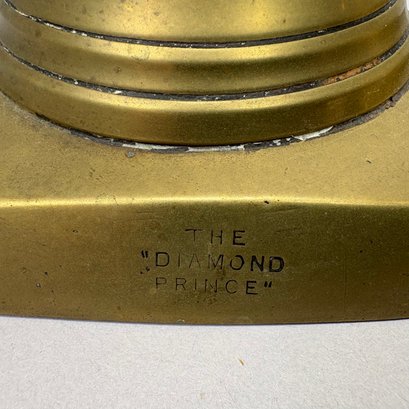 THE
"DIAMOND
PRINCE"